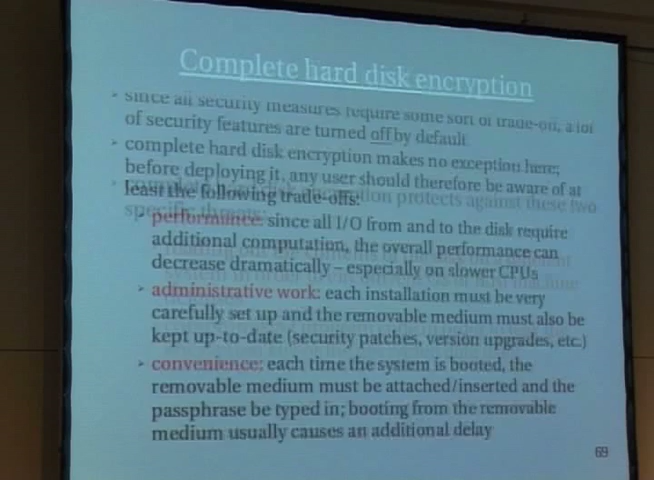 Complete hard disk encryption
since all security measures require some sort of trade-off, a lot
of security features are turned off by default
complete hard disk encryption makes no exception here;
before deploying it, any user should therefore be aware of at
least the following trade-offs:
performance: since all I/O from and to the disk require
additional computation, the overall performance can
decrease dramatically – especially on slower CPUs
administrative work: each installation must be very
carefully set up and the removable medium must also be
kept up-to-date (security patches, version upgrades, etc.)
convenience: each time the system is booted, the
removable medium must be attached/inserted and the
passphrase be typed in; booting from the removable
medium usually causes an additional delay
69